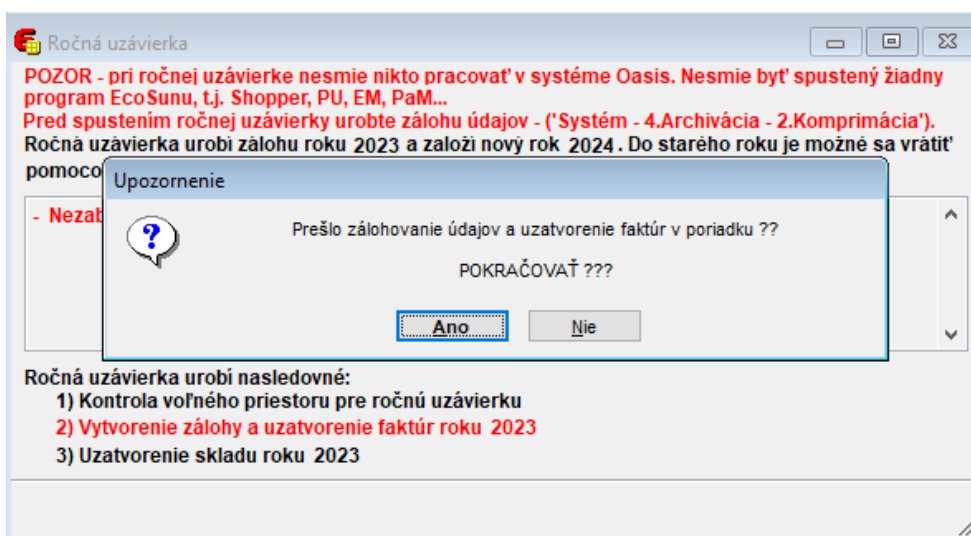 Ročná uzávierka
POZOR - pri ročnej uzávierke nesmie nikto pracovať v systéme Oasis. Nesmie byť spustený žiadny
program EcoSunu, t.j. Shopper, PU, EM, PaM...
Pred spustením ročnej uzávierky urobte zálohu údajov - ('Systém - 4.Archivácia - 2.Komprimácia').
Ročná uzávierka urobí zálohu roku 2023 a založí nový rok 2024. Do starého roku je možné sa vrátiť
Upozornenie
Prešlo zálohovanie údajov a uzatvorenie faktúr v poriadku ??
POKRAČOVAŤ ???
Ano Nie
Ročná uzávierka urobí nasledovné:
1) Kontrola voľného priestoru pre ročnú uzávierku
2) Vytvorenie zálohy a uzatvorenie faktúr roku 2023
3) Uzatvorenie skladu roku 2023